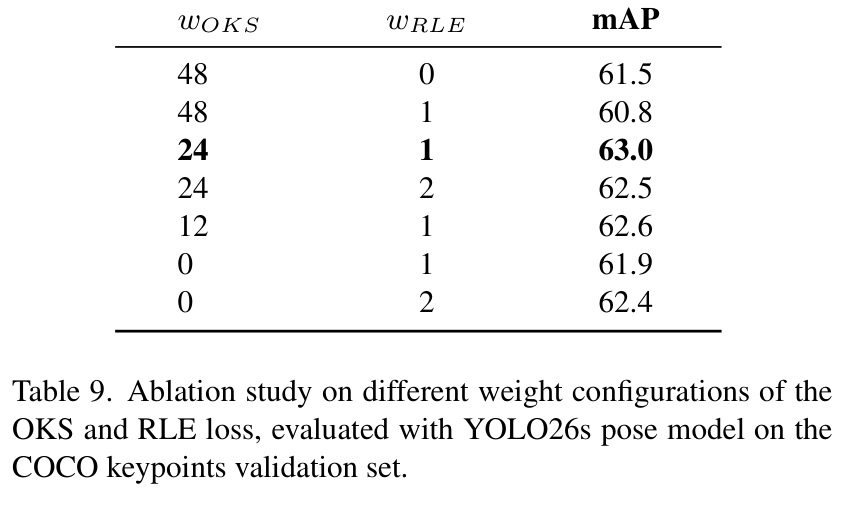 w_OKS w_RLE mAP
48 0 61.5
48 1 60.8
24 1 63.0
24 2 62.5
12 1 62.6
0 1 61.9
0 2 62.4
Table 9. Ablation study on different weight configurations of the
OKS and RLE loss, evaluated with YOLO26s pose model on the
COCO keypoints validation set.